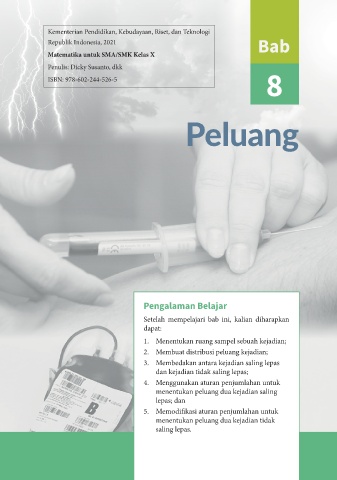 Kementerian Pendidikan, Kebudayaan, Riset, dan Teknologi
Republik Indonesia, 2021
Matematika untuk SMA/SMK Kelas X
Penulis: Dicky Susanto, dkk
ISBN: 978-602-244-526-5
Bab
8
Peluang
Pengalaman Belajar
Setelah mempelajari bab ini, kalian diharapkan
dapat:
1. Menentukan ruang sampel sebuah kejadian;
2. Membuat distribusi peluang kejadian;
3. Membedakan antara kejadian saling lepas
dan kejadian tidak saling lepas;
4. Menggunakan aturan penjumlahan untuk
menentukan peluang dua kejadian saling
lepas; dan
5. Memodifikasi aturan penjumlahan untuk
menentukan peluang dua kejadian tidak
saling lepas.
B